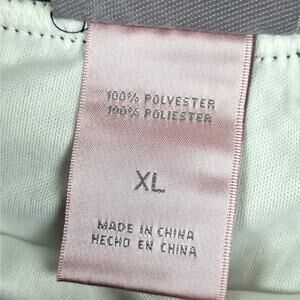 100% POLYESTER
100% POLIESTER
XL
MADE IN CHINA
HECHO EN CHINA